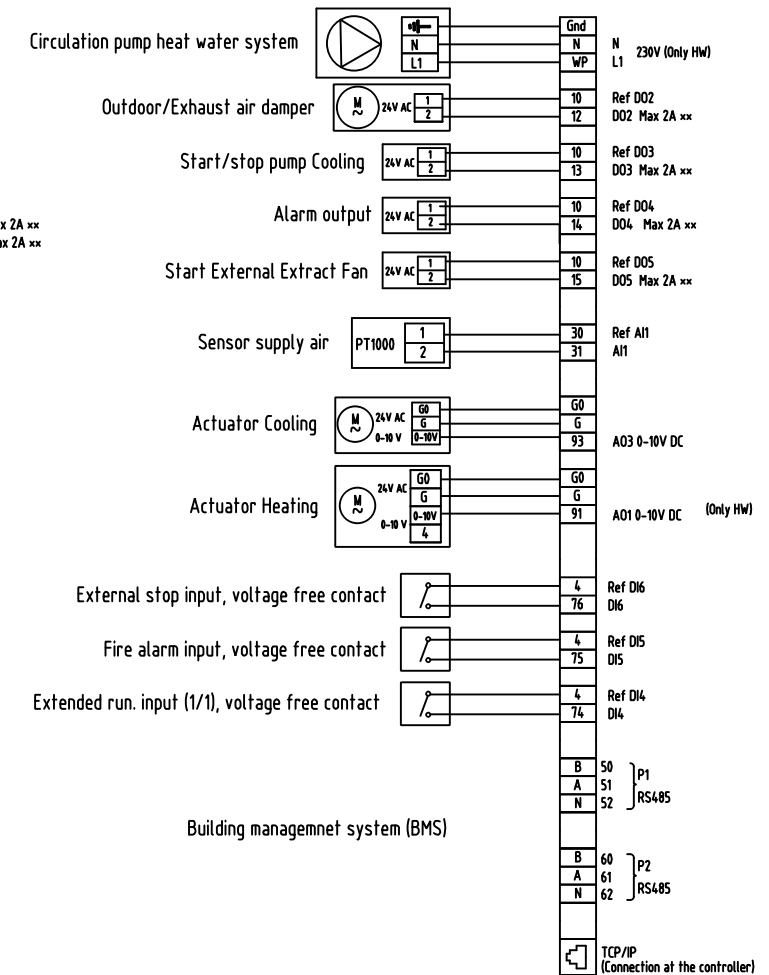 Circulation pump heat water system
N
L1
Gnd
N
WP
N
L1
230V (Only HW)
Outdoor/Exhaust air damper
M
~
24V AC
1
2
10
12
Ref DO2
DO2 Max 2A xx
Start/stop pump Cooling
24V AC
1
2
10
13
Ref DO3
DO3 Max 2A xx
x 2A xx
ax 2A xx
Alarm output
24V AC
1
2
10
14
Ref DO4
DO4 Max 2A xx
Start External Extract Fan
24V AC
1
2
10
15
Ref DO5
DO5 Max 2A xx
Sensor supply air
PT1000
1
2
30
31
Ref AI1
AI1
Actuator Cooling
M
~
24V AC
0-10 V
G0
G
0-10V
G0
G
93
AO3 0-10V DC
Actuator Heating
M
~
24V AC
0-10 V
G0
G
0-10V
4
G0
G
91
AO1 0-10V DC
(Only HW)
External stop input, voltage free contact
4
76
Ref DI6
DI6
Fire alarm input, voltage free contact
4
75
Ref DI5
DI5
Extended run. input (1/1), voltage free contact
4
74
Ref DI4
DI4
B 50
A 51
N 52
P1
RS485
Building managemnet system (BMS)
B 60
A 61
N 62
P2
RS485
TCP/IP
(Connection at the controller)